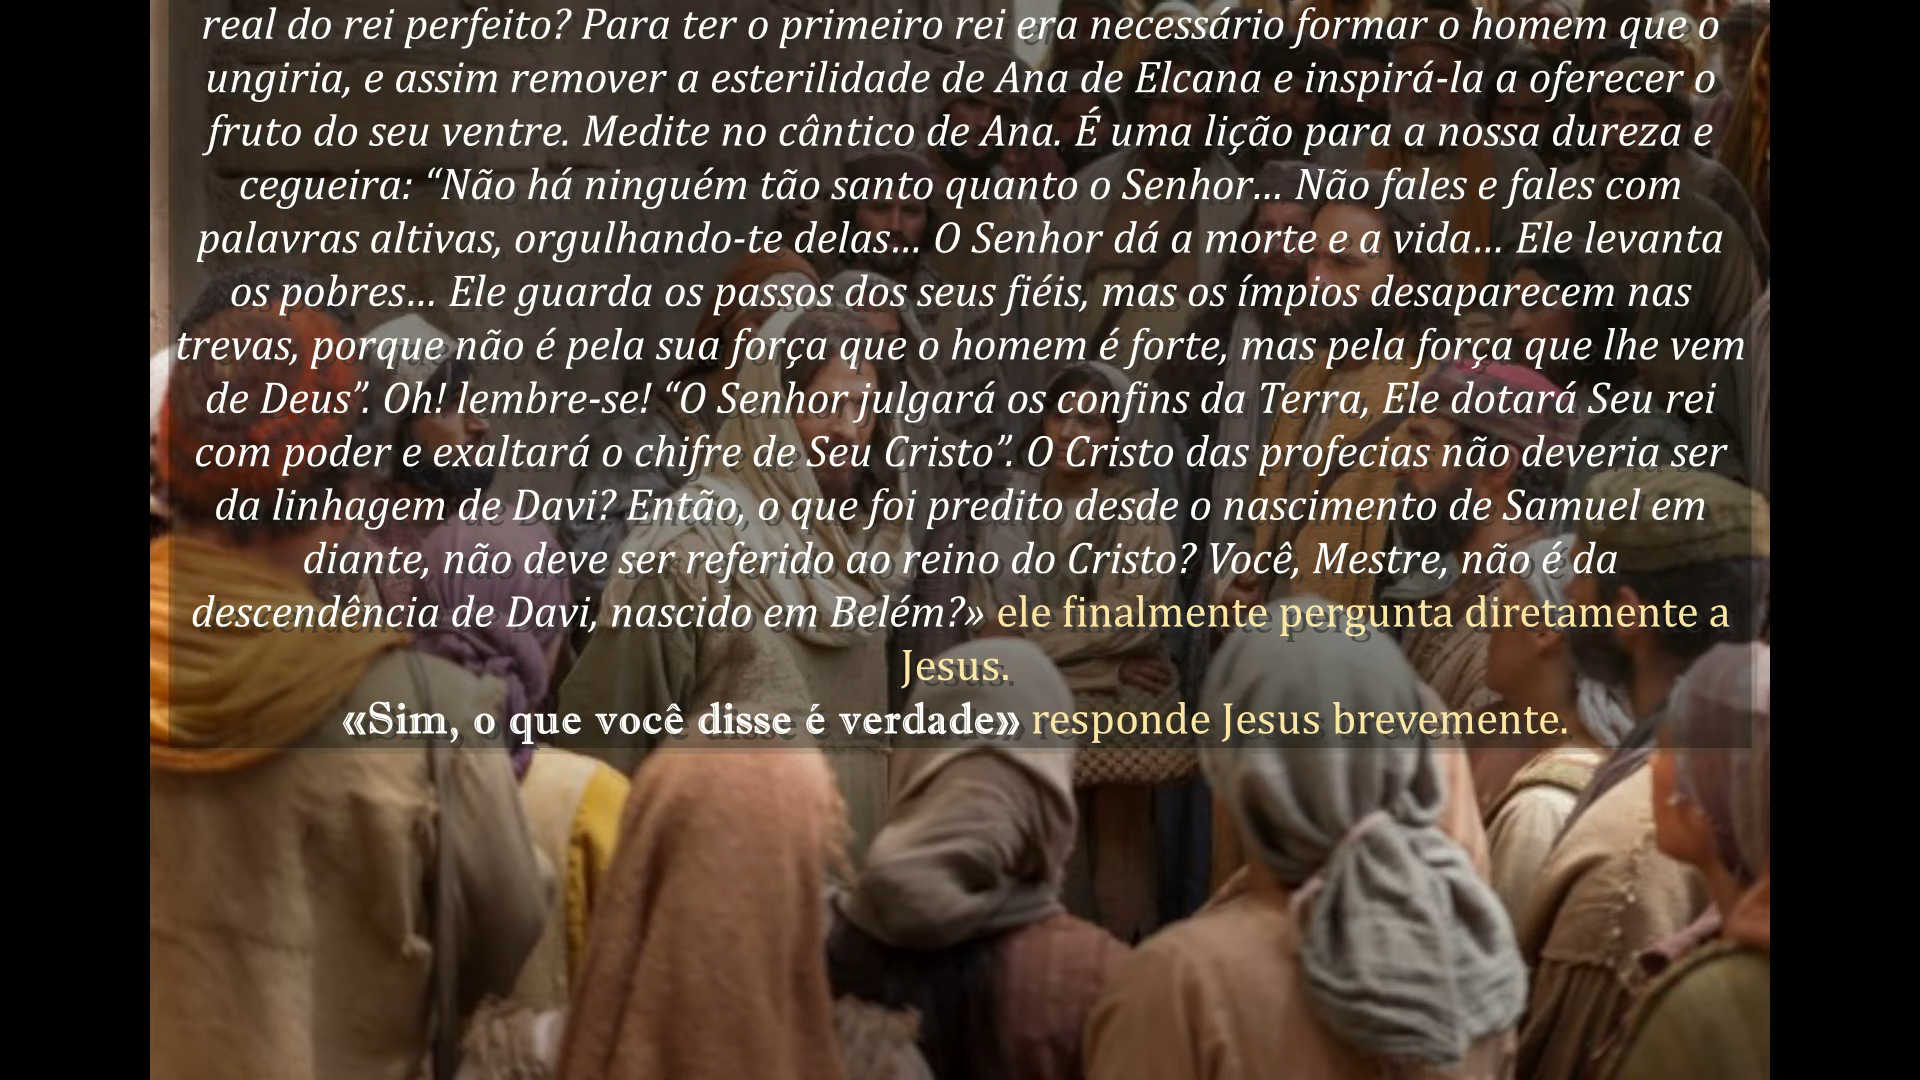 real do rei perfeito? Para ter o primeiro rei era necessário formar o homem que o
ungiria, e assim remover a esterilidade de Ana de Elcana e inspirá-la a oferecer o
fruto do seu ventre. Medite no cântico de Ana. É uma lição para a nossa dureza e
cegueira: “Não há ninguém tão santo quanto o Senhor… Não fales e fales com
palavras altivas, orgulhando-te delas… O Senhor dá a morte e a vida… Ele levanta
os pobres… Ele guarda os passos dos seus fiéis, mas os ímpios desaparecem nas
trevas, porque não é pela sua força que o homem é forte, mas pela força que lhe vem
de Deus”. Oh! lembre-se! “O Senhor julgará os confins da Terra, Ele dotará Seu rei
com poder e exaltará o chifre de Seu Cristo”. O Cristo das profecias não deveria ser
da linhagem de Davi? Então, o que foi predito desde o nascimento de Samuel em
diante, não deve ser referido ao reino do Cristo? Você, Mestre, não é da
descendência de Davi, nascido em Belém?» ele finalmente pergunta diretamente a
Jesus.
«Sim, o que você disse é verdade» responde Jesus brevemente.